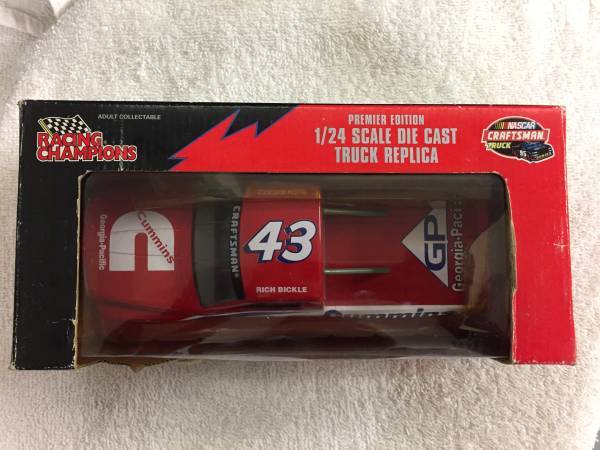 ADULT COLLECTABLE
RACING
CHAMPIONS
PREMIER EDITION
1/24 SCALE DIE CAST
TRUCK REPLICA
NASCAR
CRAFTSMAN
TRUCK
Georgia-Pacific
Cummins
CRAFTSMAN
43
RICH BICKLE
GP
Georgia-Pacific
Cummins